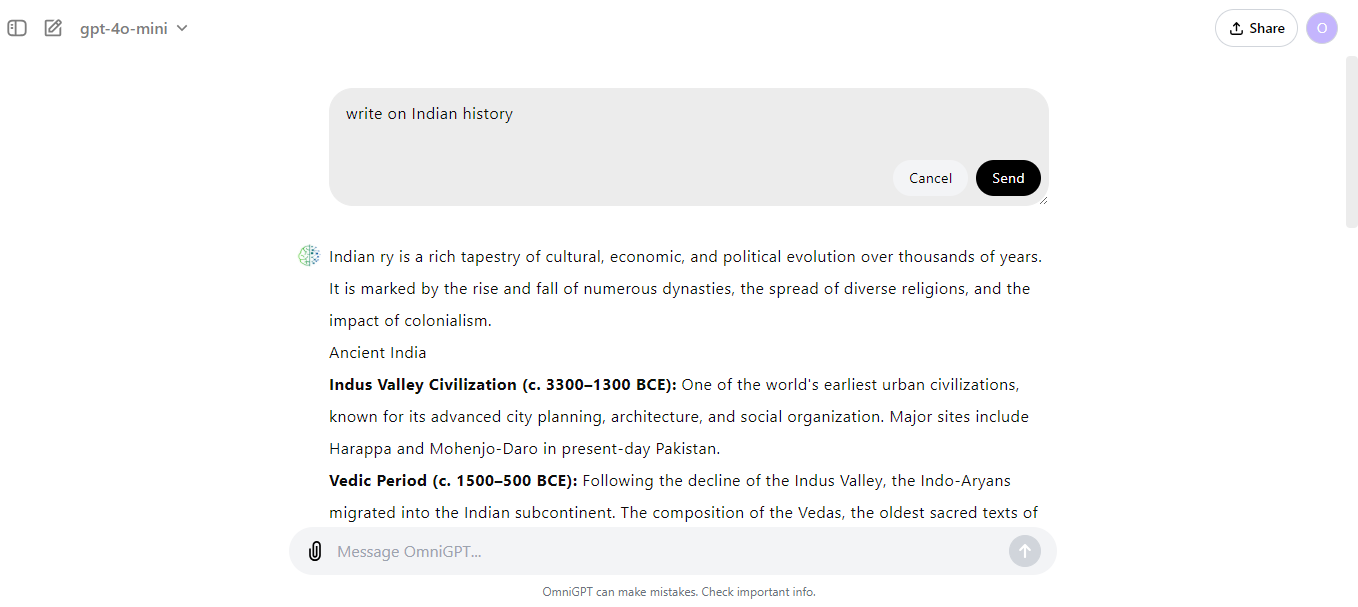 gpt-4o-mini
Share
O
write on Indian history
Cancel
Send
Indian ry is a rich tapestry of cultural, economic, and political evolution over thousands of years.
It is marked by the rise and fall of numerous dynasties, the spread of diverse religions, and the
impact of colonialism.
Ancient India
Indus Valley Civilization (c. 3300–1300 BCE): One of the world's earliest urban civilizations,
known for its advanced city planning, architecture, and social organization. Major sites include
Harappa and Mohenjo-Daro in present-day Pakistan.
Vedic Period (c. 1500–500 BCE): Following the decline of the Indus Valley, the Indo-Aryans
migrated into the Indian subcontinent. The composition of the Vedas, the oldest sacred texts of
Message OmniGPT...
OmniGPT can make mistakes. Check important info.